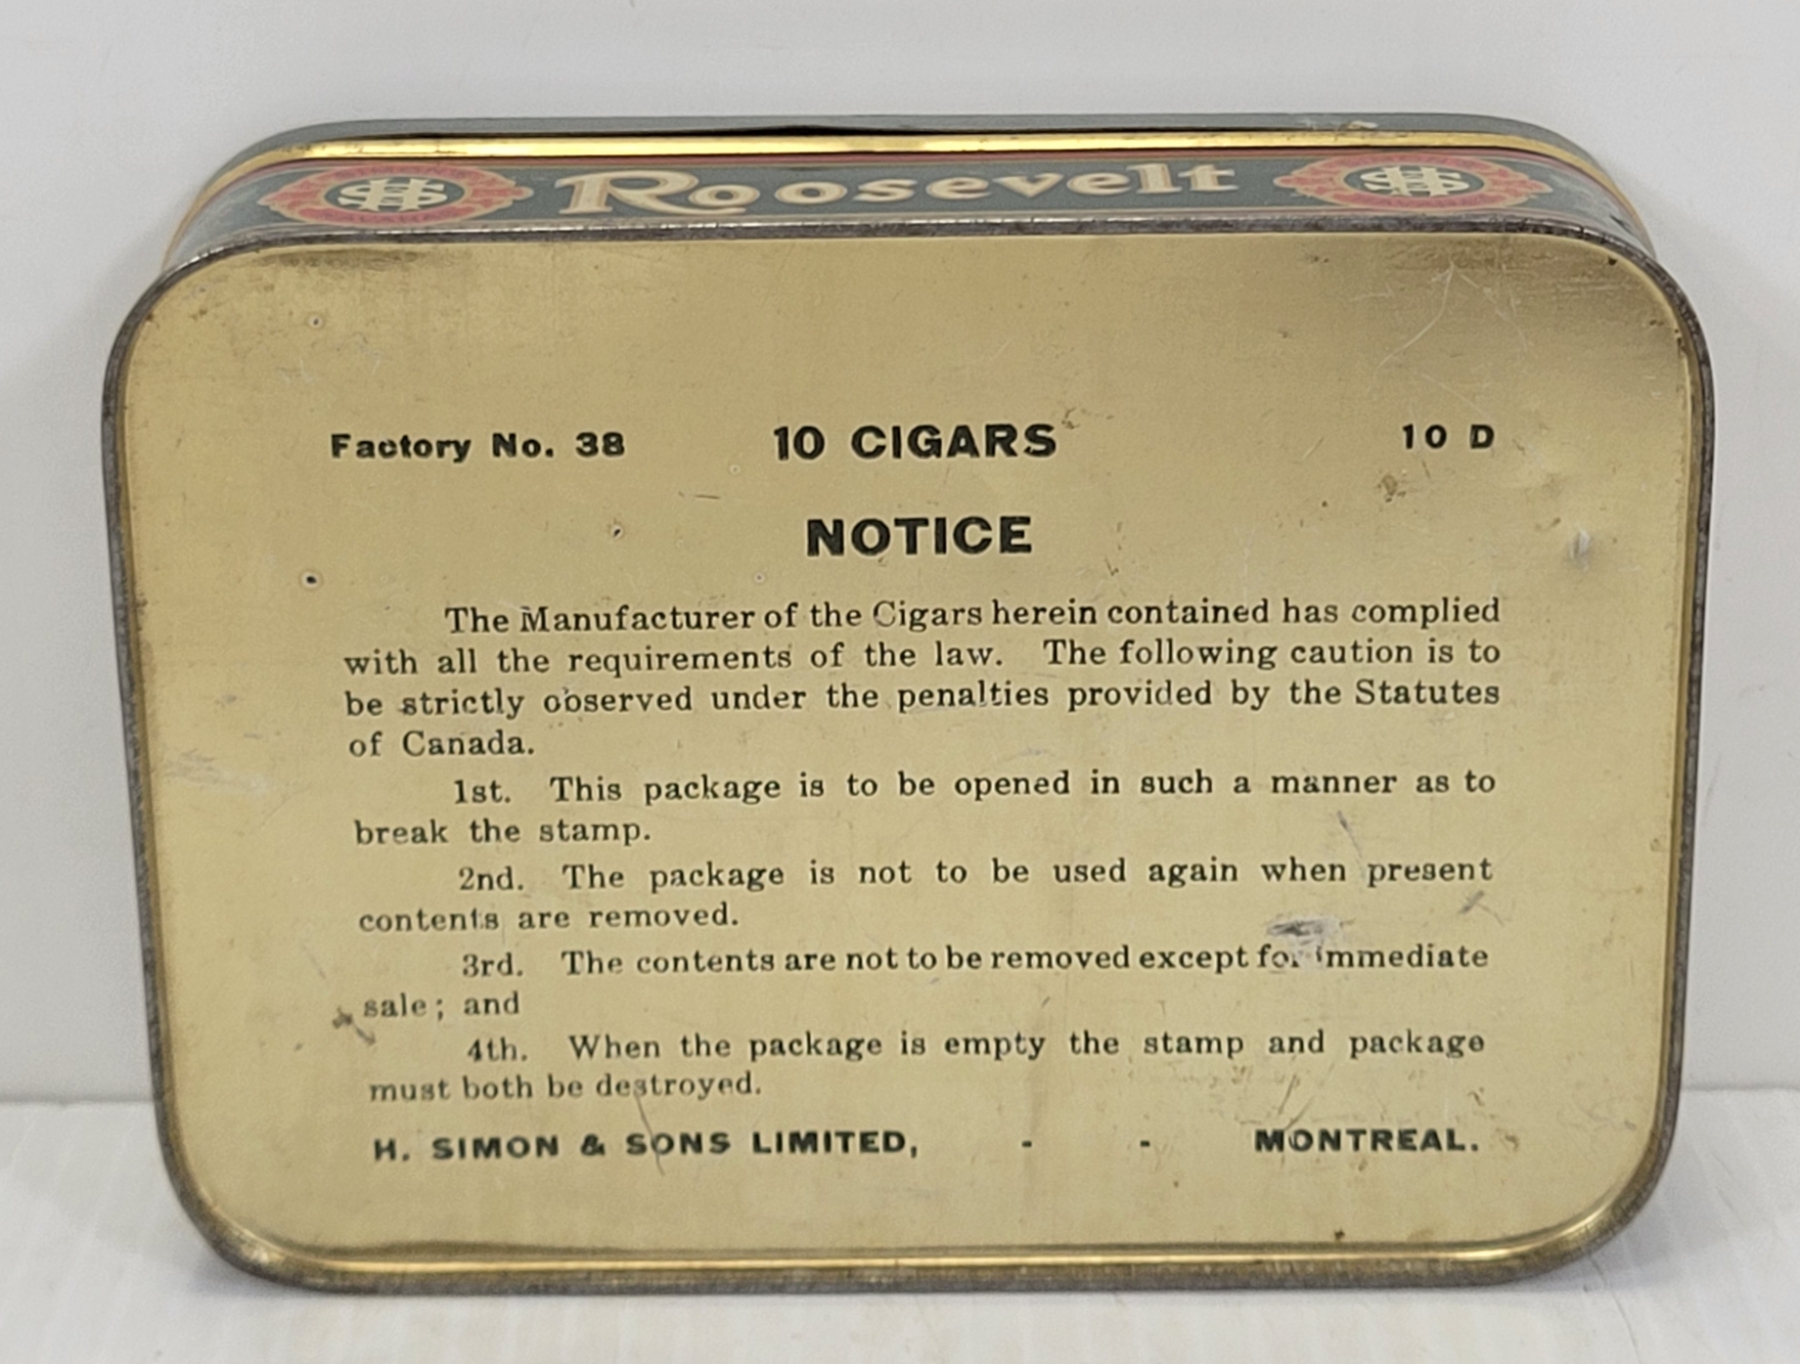 Roosevelt
Factory No. 38 10 CIGARS 10 D
NOTICE
The Manufacturer of the Cigars herein contained has complied
with all the requirements of the law. The following caution is to
be strictly observed under the penalties provided by the Statutes
of Canada.
1st. This package is to be opened in such a manner as to
break the stamp.
2nd. The package is not to be used again when present
contents are removed.
3rd. The contents are not to be removed except for immediate
sale; and
4th. When the package is empty the stamp and package
must both be destroyed.
H. SIMON & SONS LIMITED, - - MONTREAL.